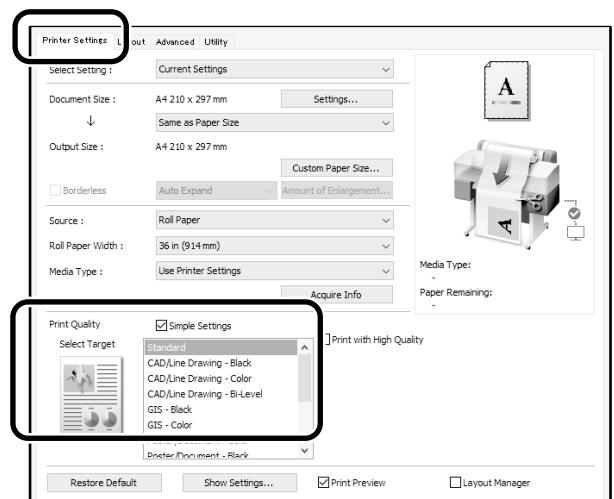 Printer Settings L out Advanced Utility
Select Setting : Current Settings
Document Size : A4 210 x 297 mm Settings...
↓ Same as Paper Size
Output Size : A4 210 x 297 mm
Custom Paper Size...
Borderless Auto Expand Amount of Enlargement...
Source : Roll Paper
Roll Paper Width : 36 in (914 mm)
Media Type : Use Printer Settings
Acquire Info
A
A
Media Type:
-
Paper Remaining:
-
Print Quality Simple Settings
Select Target Standard
Print with High Quality
CAD/Line Drawing - Black
CAD/Line Drawing - Color
CAD/Line Drawing - Bi-Level
GIS - Black
GIS - Color
Poster/Document - Black
Restore Default Show Settings... Print Preview Layout Manager